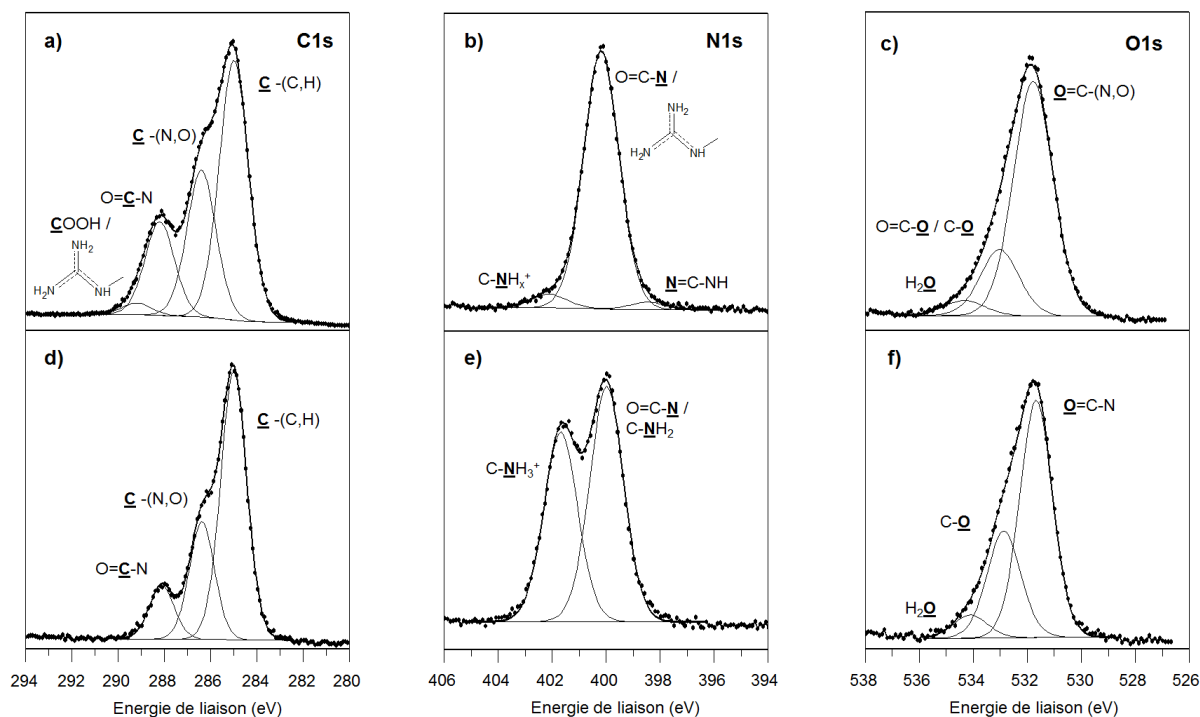 a)
C1s
C -(C,H)
C -(N,O)
O=C-N
COOH /
NH₂
H₂N
NH
b)
N1s
O=C-N /
NH₂
H₂N
NH
C-NHₓ⁺
N=C-NH
c)
O1s
O=C-(N,O)
O=C-O / C-O
H₂O
d)
C -(C,H)
C -(N,O)
O=C-N
294 292 290 288 286 284 282 280
Energie de liaison (eV)
e)
O=C-N /
C-NH₂
C-NH₃⁺
406 404 402 400 398 396 394
Energie de liaison (eV)
f)
O=C-N
C-O
H₂O
538 536 534 532 530 528 526
Energie de liaison (eV)